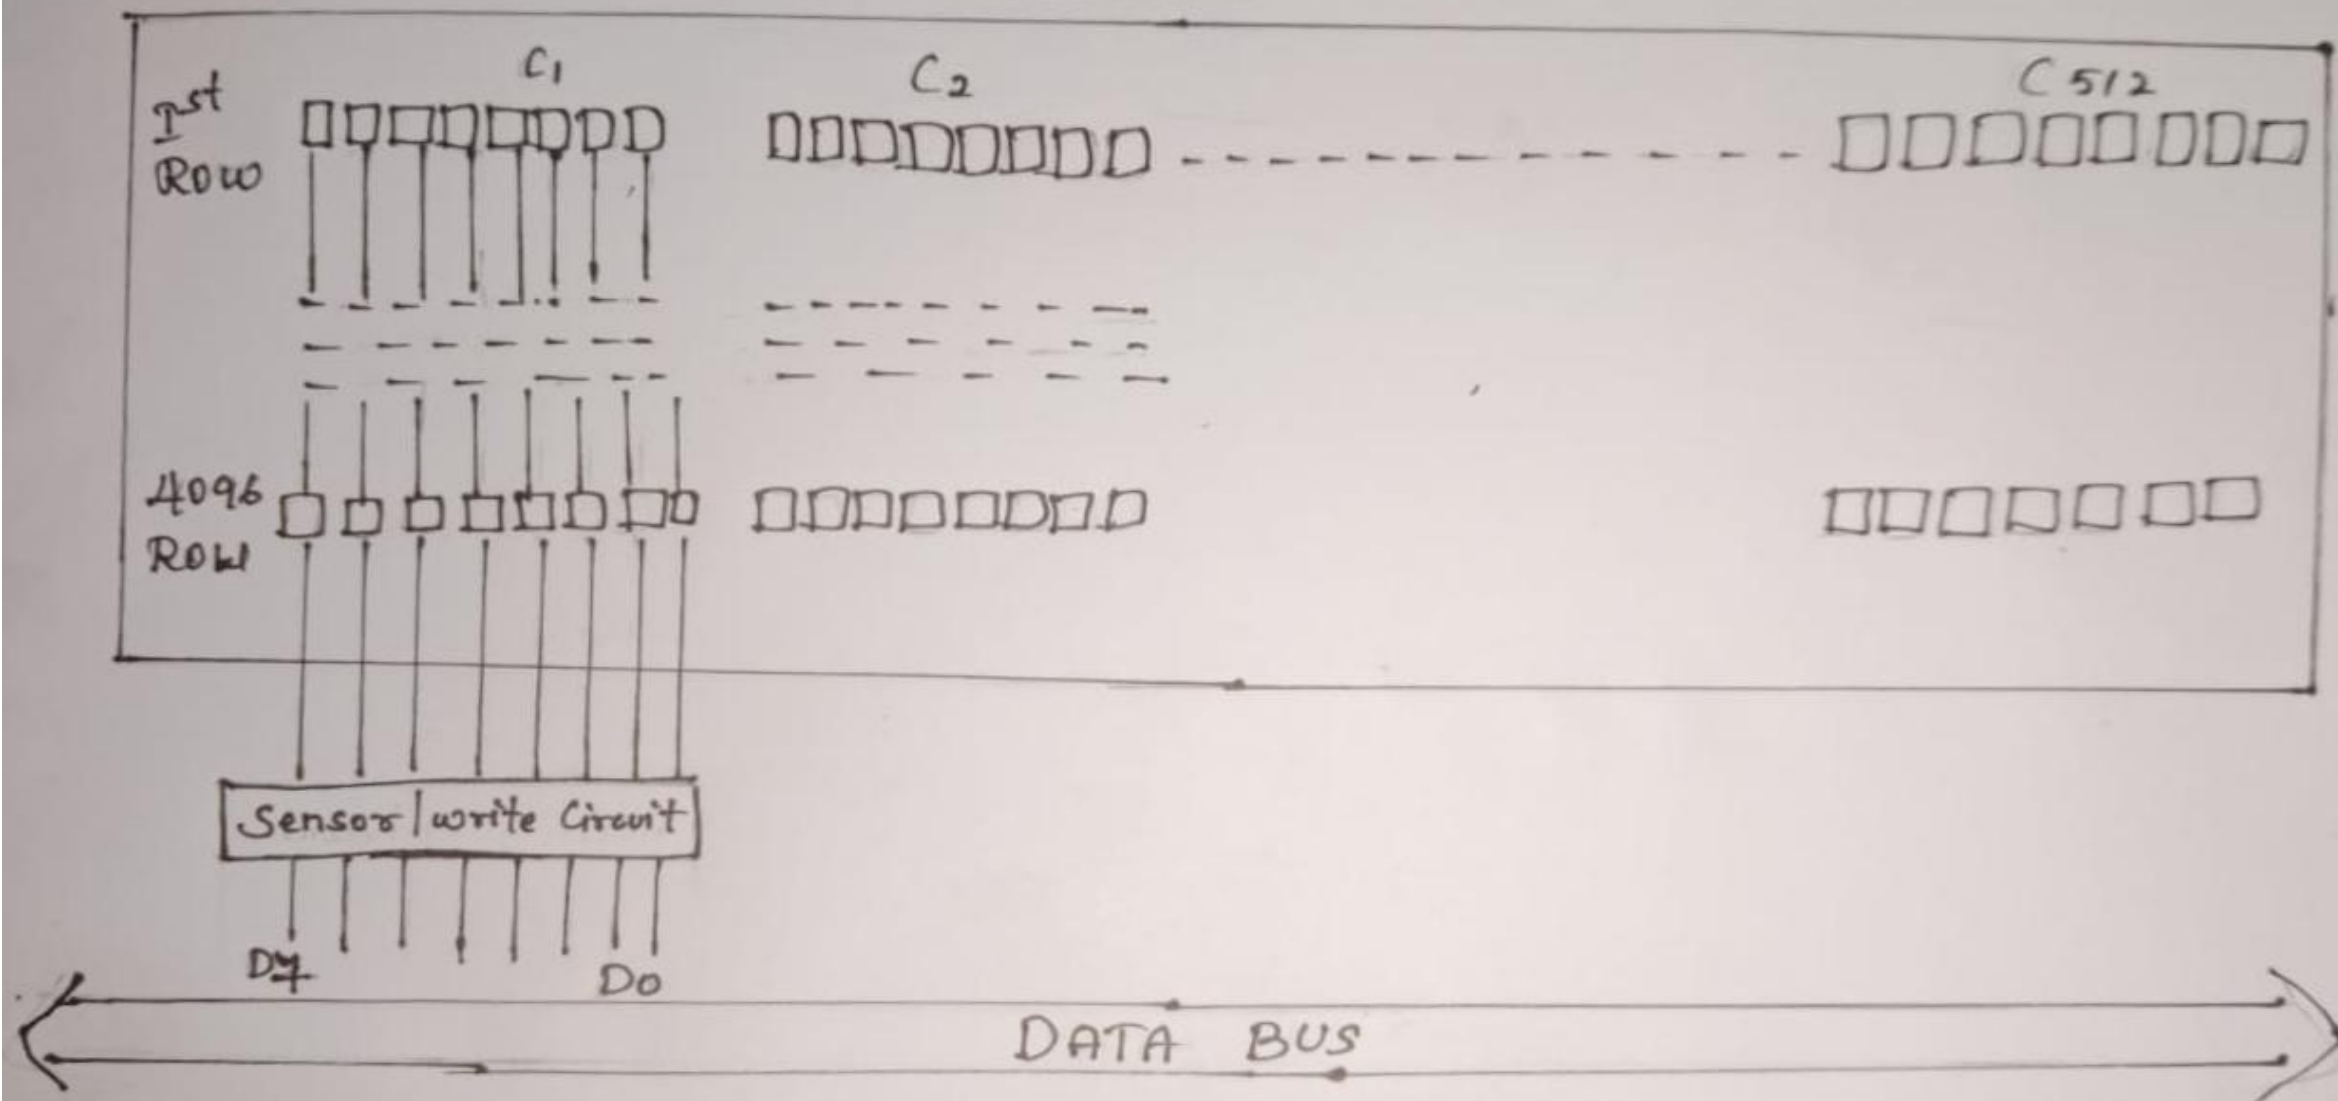 C1
C2
C512
Ist
Row
4096
Row
Sensor/write Circuit
D7
D0
DATA BUS